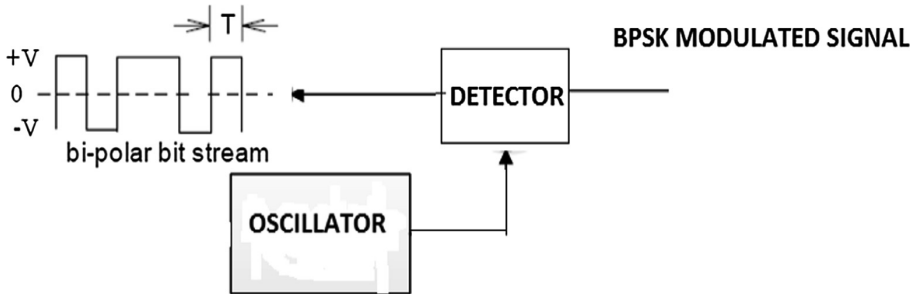 T
BPSK MODULATED SIGNAL
+V
0
-V
DETECTOR
bi-polar bit stream
OSCILLATOR